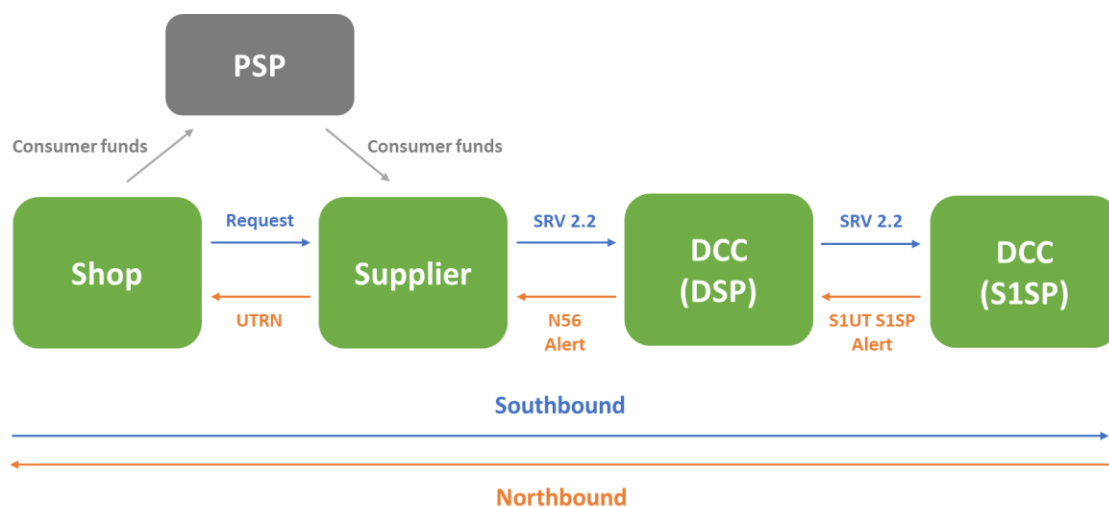 PSP
Consumer funds
Consumer funds
Shop
Request
UTRN
Supplier
SRV 2.2
N56
Alert
DCC
(DSP)
SRV 2.2
S1UT S1SP
Alert
DCC
(S1SP)
Southbound
Northbound